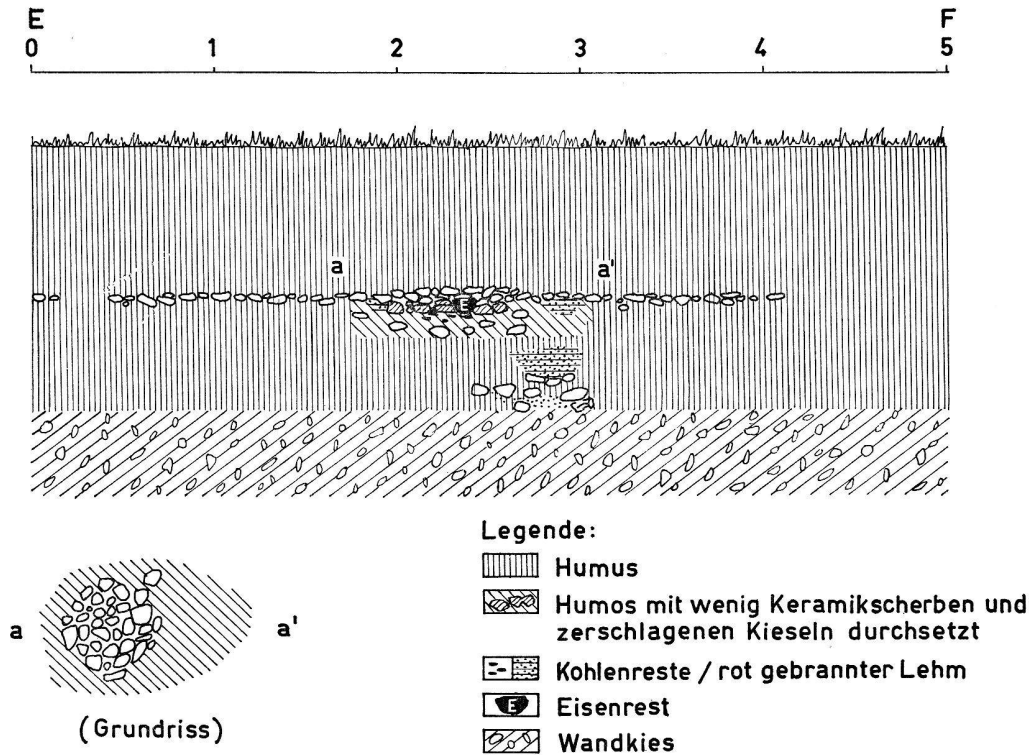 E F
0 1 2 3 4 5
a a'
E
Legende:
Humus
Humos mit wenig Keramikscherben und
zerschlagenen Kieseln durchsetzt
Kohlenreste / rot gebrannter Lehm
E Eisenrest
Wandkies
a a'
(Grundriss)